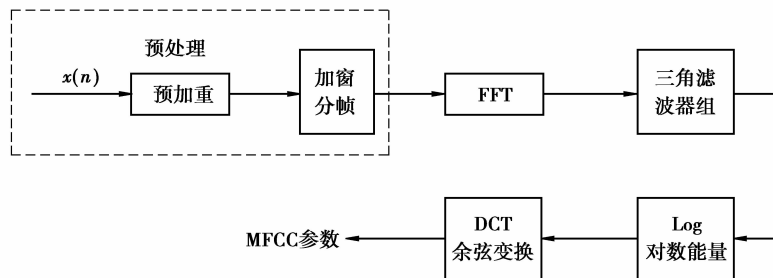 预处理
x(n)
预加重
加窗
分帧
FFT
三角滤
波器组
Log
对数能量
DCT
余弦变换
MFCC参数